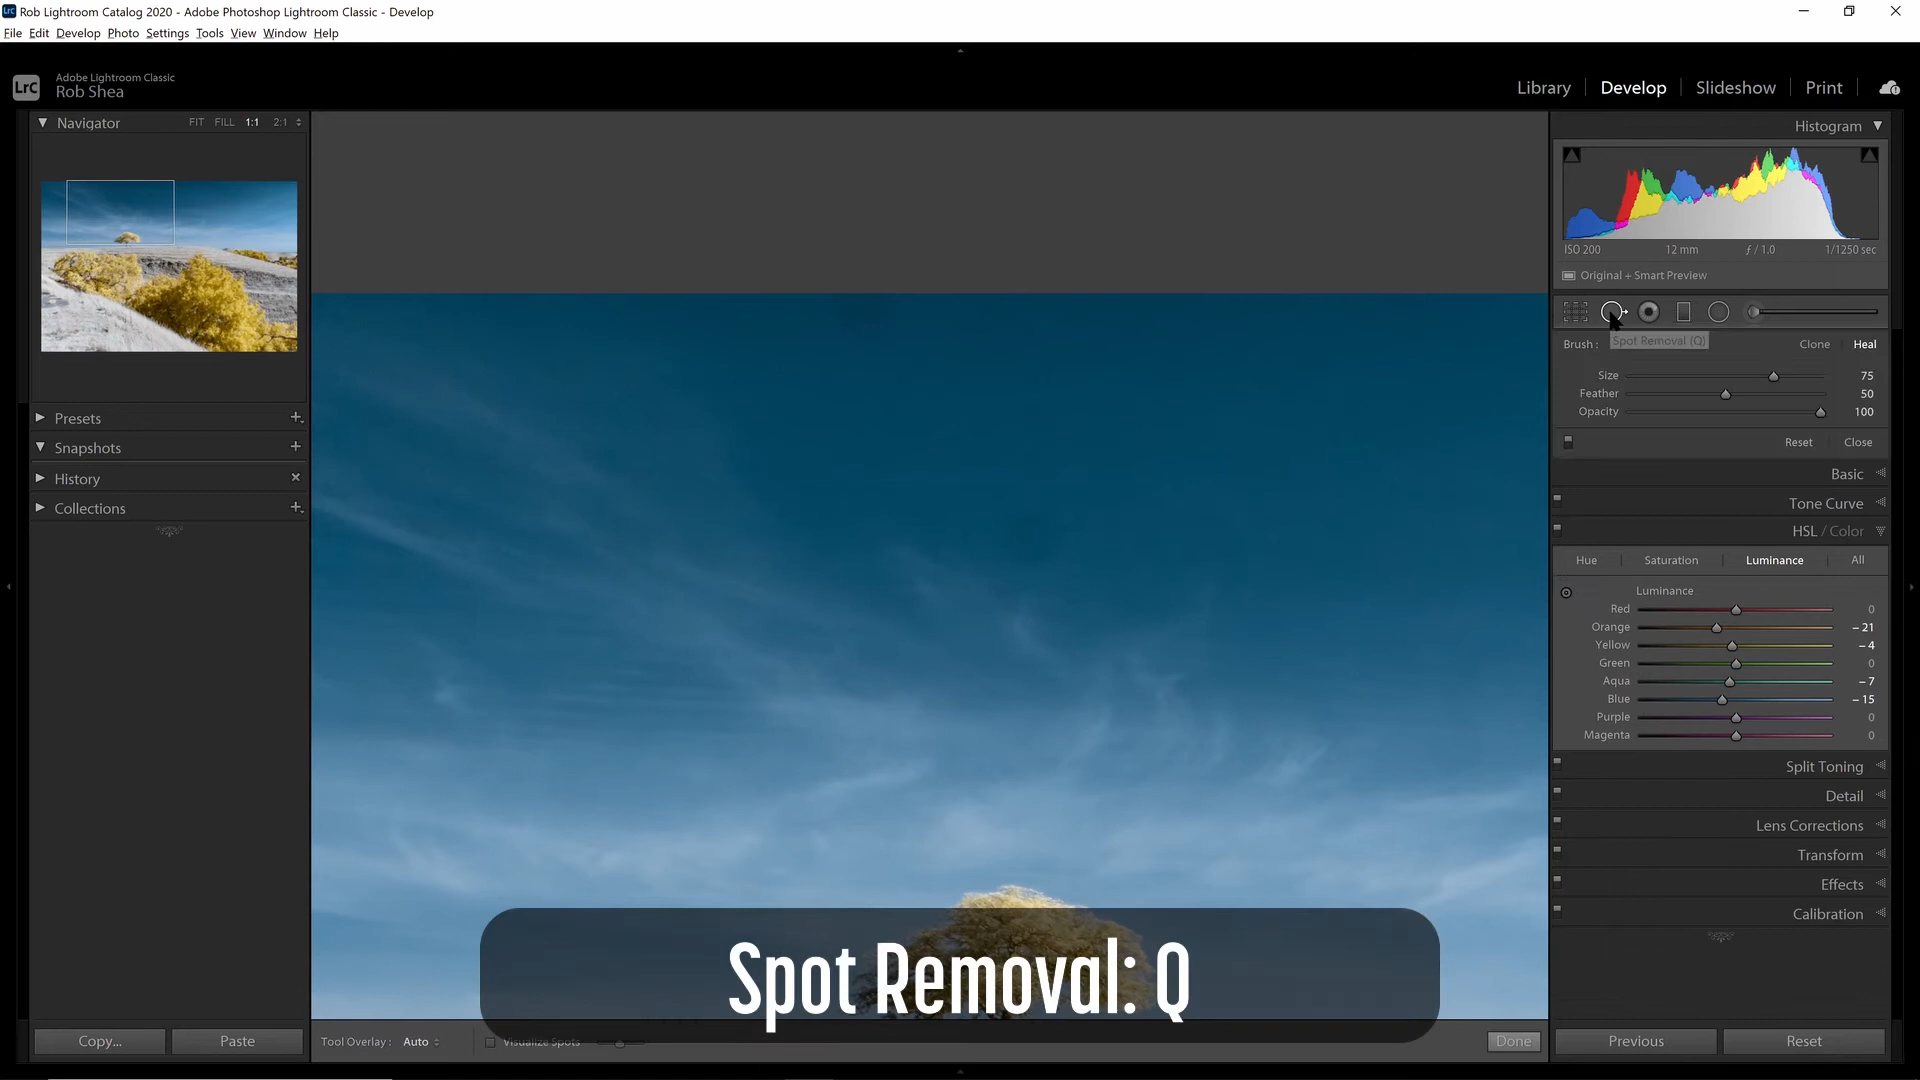 Rob Lightroom Catalog 2020 - Adobe Photoshop Lightroom Classic - Develop
File Edit Develop Photo Settings Tools View Window Help
LrC
Adobe Lightroom Classic
Rob Shea
Library Develop Slideshow Print
Navigator FIT FILL 1:1 2:1
Presets
Snapshots
History
Collections
Copy... Paste
Tool Overlay : Auto Visualize Spots Done
Spot Removal: Q
Histogram
ISO 200 12 mm ƒ / 1.0 1/1250 sec
Original + Smart Preview
Spot Removal (Q)
Brush : Clone Heal
Size 75
Feather 50
Opacity 100
Reset Close
Basic
Tone Curve
HSL / Color
Hue Saturation Luminance All
Luminance
Red 0
Orange – 21
Yellow – 4
Green 0
Aqua – 7
Blue – 15
Purple 0
Magenta 0
Split Toning
Detail
Lens Corrections
Transform
Effects
Calibration
Previous Reset